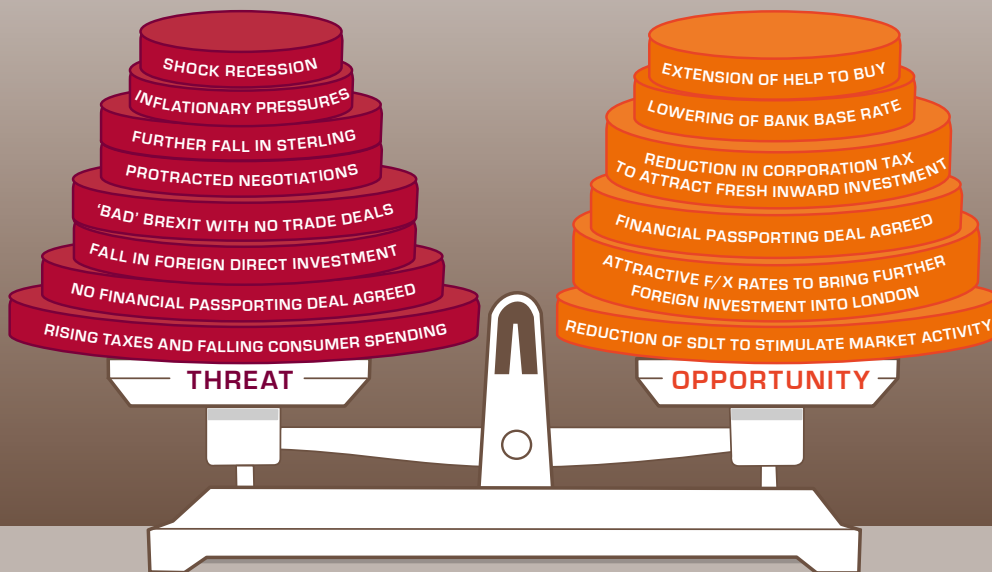 SHOCK RECESSION
INFLATIONARY PRESSURES
FURTHER FALL IN STERLING
PROTRACTED NEGOTIATIONS
‘BAD’ BREXIT WITH NO TRADE DEALS
FALL IN FOREIGN DIRECT INVESTMENT
NO FINANCIAL PASSPORTING DEAL AGREED
RISING TAXES AND FALLING CONSUMER SPENDING
THREAT
EXTENSION OF HELP TO BUY
LOWERING OF BANK BASE RATE
REDUCTION IN CORPORATION TAX
TO ATTRACT FRESH INWARD INVESTMENT
FINANCIAL PASSPORTING DEAL AGREED
ATTRACTIVE F/X RATES TO BRING FURTHER
FOREIGN INVESTMENT INTO LONDON
REDUCTION OF SDLT TO STIMULATE MARKET ACTIVITY
OPPORTUNITY